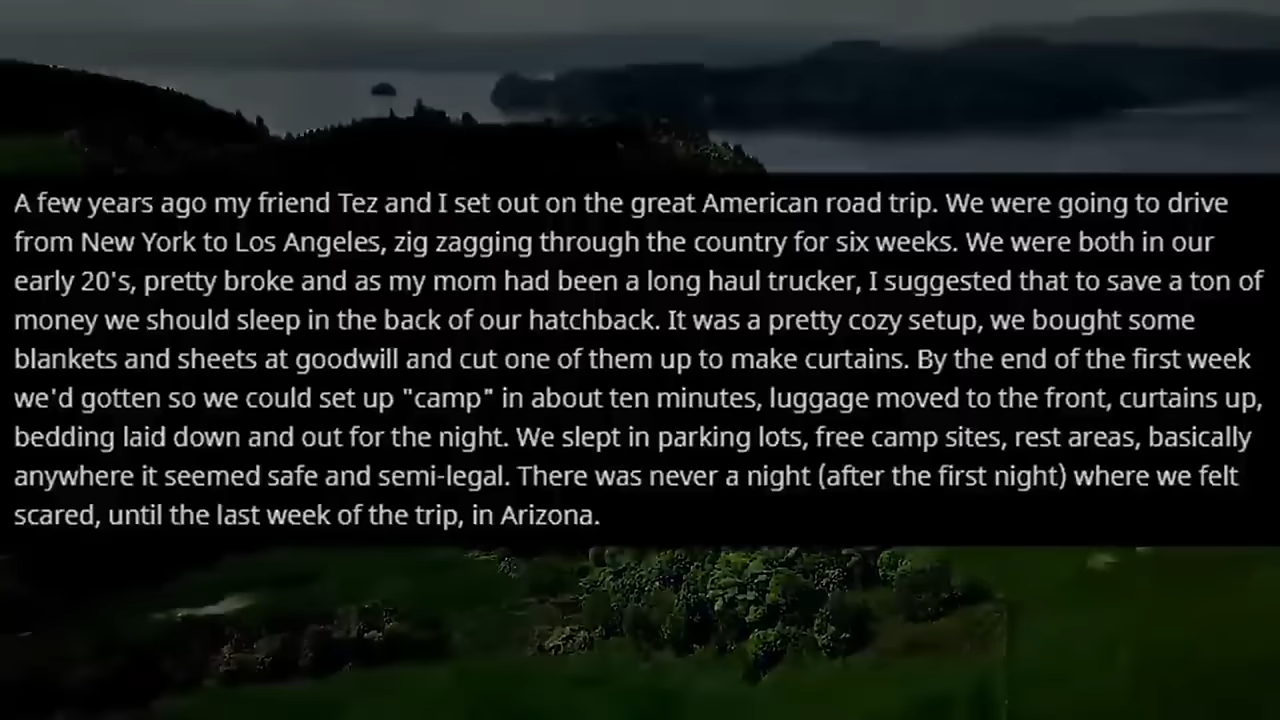 A few years ago my friend Tez and I set out on the great American road trip. We were going to drive
from New York to Los Angeles, zig zagging through the country for six weeks. We were both in our
early 20's, pretty broke and as my mom had been a long haul trucker, I suggested that to save a ton of
money we should sleep in the back of our hatchback. It was a pretty cozy setup, we bought some
blankets and sheets at goodwill and cut one of them up to make curtains. By the end of the first week
we'd gotten so we could set up "camp" in about ten minutes, luggage moved to the front, curtains up,
bedding laid down and out for the night. We slept in parking lots, free camp sites, rest areas, basically
anywhere it seemed safe and semi-legal. There was never a night (after the first night) where we felt
scared, until the last week of the trip, in Arizona.